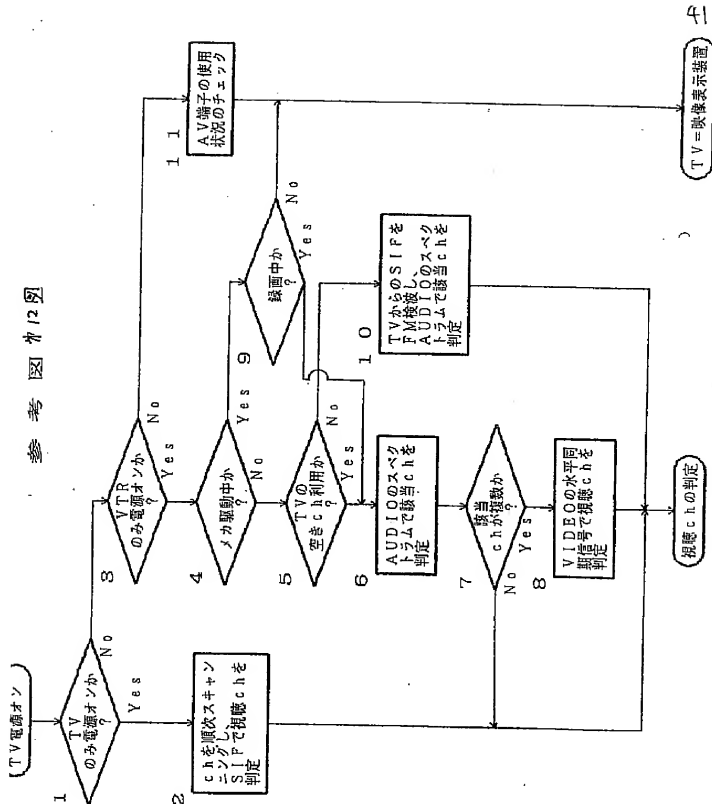 参考図 第12図
41
TV電源オン
1
TV
のみ電源オンか
?
No
Yes
2
chを順次スキャン
ニングし、
SIFで視聴chを
判定
3
VTR
のみ電源オンか
?
No
Yes
4
メカ駆動中か
?
Yes
No
5
TVの
空きch利用か
?
No
Yes
6
AUDIOのスペク
トラムで該当chを
判定
7
該当
chが複数か
?
No
Yes
8
VIDEOの水平同
期信号で視聴chを
判定
9
録画中か
?
No
Yes
10
TVからのSIFを
FM検波し、
AUDIOのスペク
トラムで該当chを
判定
11
AV端子の使用
状況のチェック
視聴chの判定
TV=映像表示装置